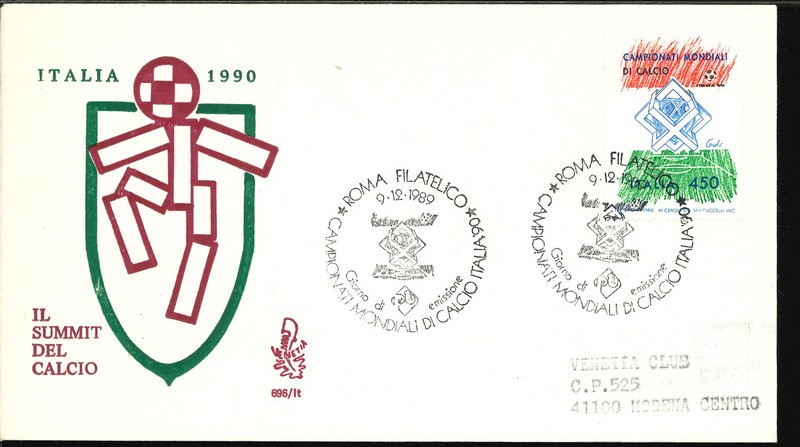 ITALIA 1990
IL
SUMMIT
DEL
CALCIO
VENETIA
696/It
ROMA FILATELICO
9·12·1989
Giorno di emissione
CAMPIONATI MONDIALI DI CALCIO ITALIA '90
CAMPIONATI MONDIALI
DI CALCIO
ITALIA 450
ROMA FILATELICO
9·12·
Giorno di emissione
CAMPIONATI MONDIALI DI CALCIO ITALIA '90
VENETIA CLUB
C.P.525
41100 MODENA CENTRO